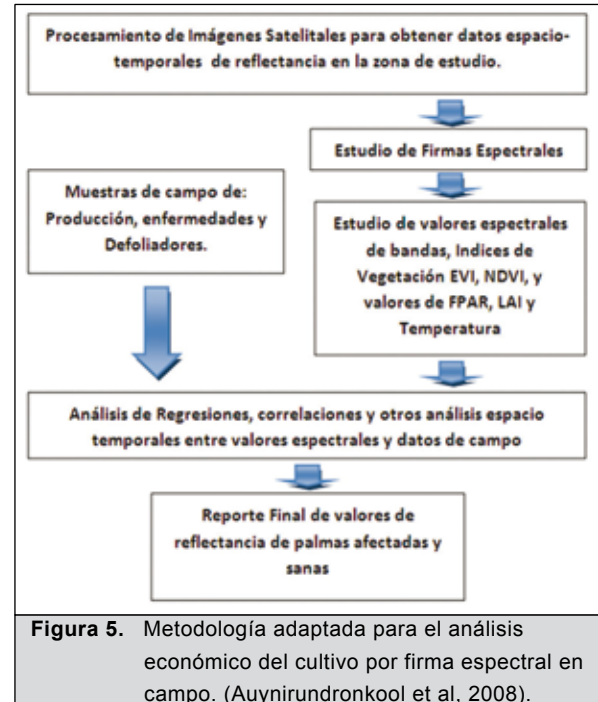 Procesamiento de Imágenes Satelitales para obtener datos espacio-
temporales de reflectancia en la zona de estudio.
Estudio de Firmas Espectrales
Muestras de campo de:
Producción, enfermedades y
Defoliadores.
Estudio de valores espectrales
de bandas, Indices de
Vegetación EVI, NDVI, y
valores de FPAR, LAI y
Temperatura
Análisis de Regresiones, correlaciones y otros análisis espacio
temporales entre valores espectrales y datos de campo
Reporte Final de valores de
reflectancia de palmas afectadas y
sanas
Figura 5. Metodología adaptada para el análisis
económico del cultivo por firma espectral en
campo. (Auynirundronkool et al, 2008).